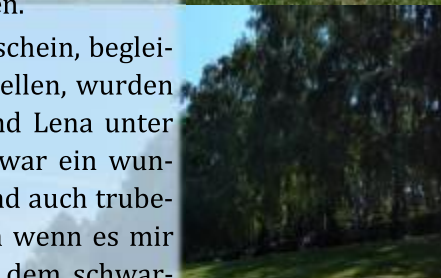 en.
schein, beglei-
ellen, wurden
nd Lena unter
war ein wun-
nd auch trube-
wenn es mir
dem schwar-